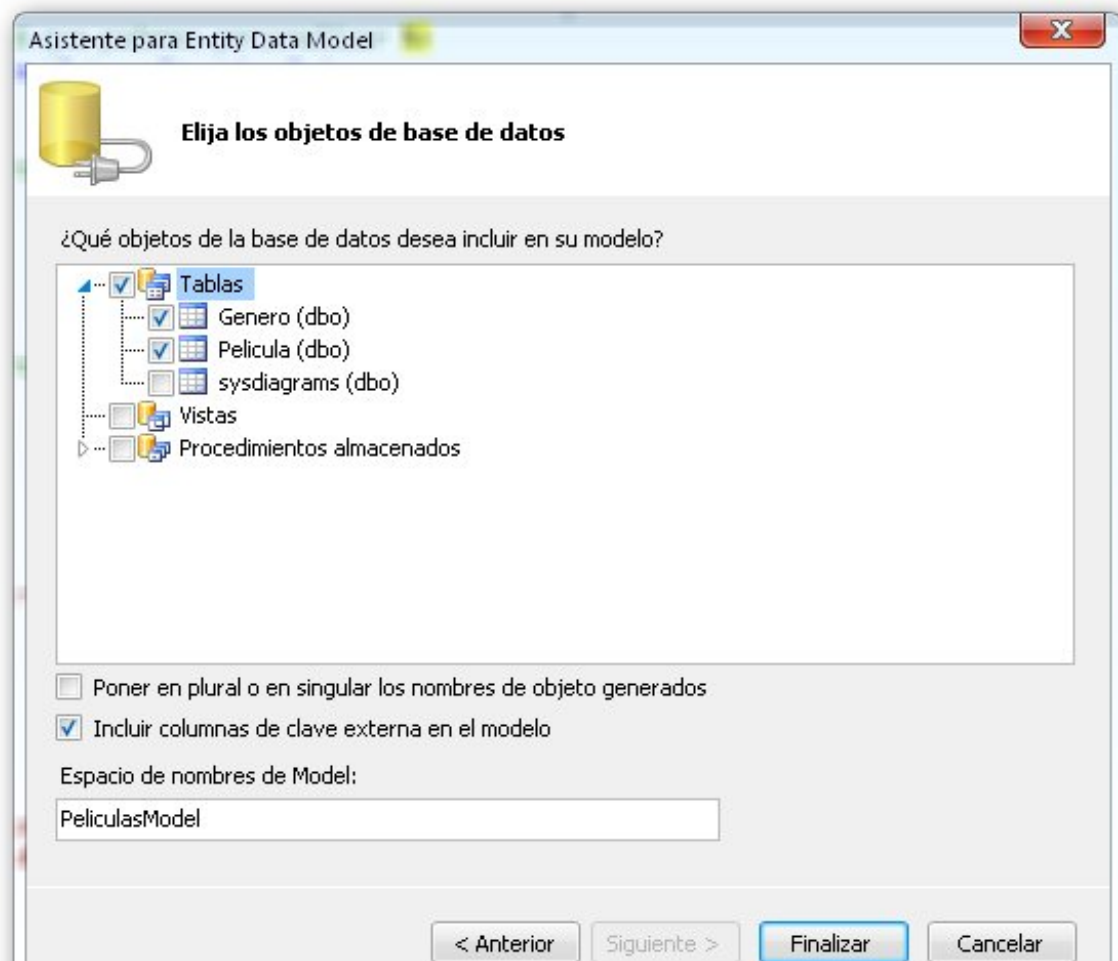 Asistente para Entity Data Model
Elija los objetos de base de datos
¿Qué objetos de la base de datos desea incluir en su modelo?
Tablas
Genero (dbo)
Pelicula (dbo)
sysdiagrams (dbo)
Vistas
Procedimientos almacenados
Poner en plural o en singular los nombres de objeto generados
Incluir columnas de clave externa en el modelo
Espacio de nombres de Model:
PeliculasModel
< Anterior Siguiente > Finalizar Cancelar